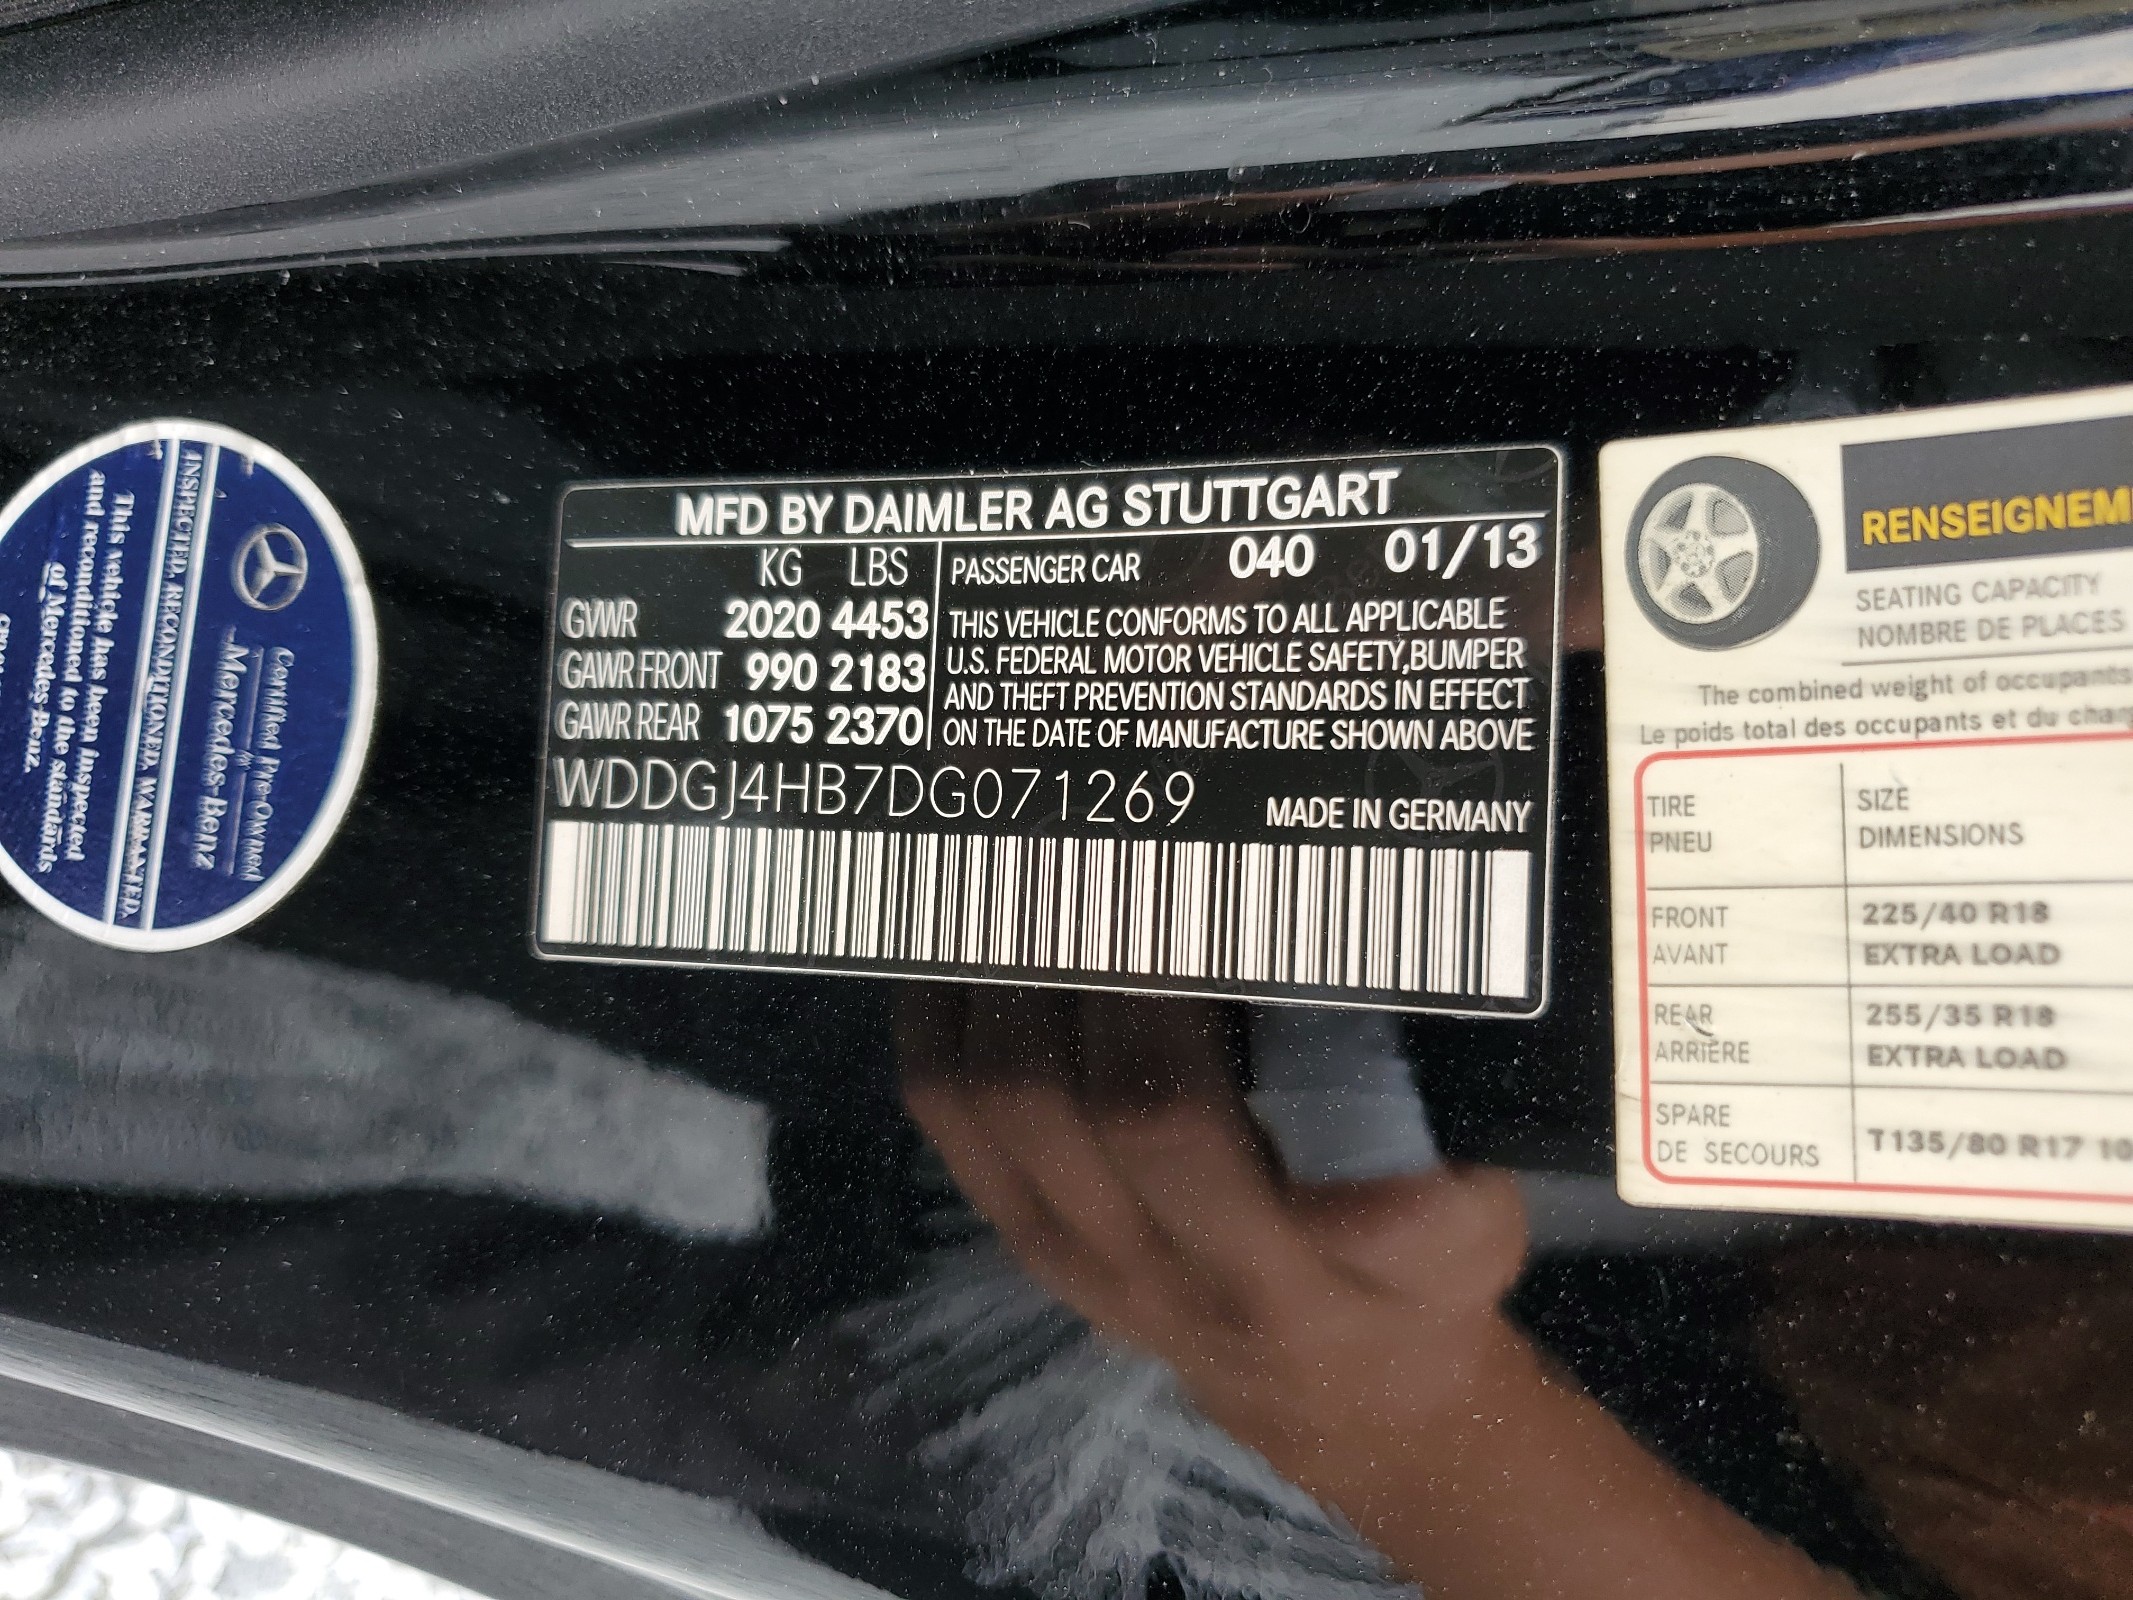 Certified Pre-Owned
by
Mercedes-Benz
INSPECTED. RECONDITIONED. WARRANTED.
This vehicle has been inspected
and reconditioned to the standards
of Mercedes-Benz.
MFD BY DAIMLER AG STUTTGART
KG LBS
GVWR 2020 4453
GAWR FRONT 990 2183
GAWR REAR 1075 2370
PASSENGER CAR 040 01/13
THIS VEHICLE CONFORMS TO ALL APPLICABLE
U.S. FEDERAL MOTOR VEHICLE SAFETY,BUMPER
AND THEFT PREVENTION STANDARDS IN EFFECT
ON THE DATE OF MANUFACTURE SHOWN ABOVE
WDDGJ4HB7DG071269
MADE IN GERMANY
RENSEIGNEM
SEATING CAPACITY
NOMBRE DE PLACES
The combined weight of occupants
Le poids total des occupants et du charg
TIRE SIZE
PNEU DIMENSIONS
FRONT 225/40 R18
AVANT EXTRA LOAD
REAR 255/35 R18
ARRIÈRE EXTRA LOAD
SPARE
DE SECOURS T135/80 R17 10